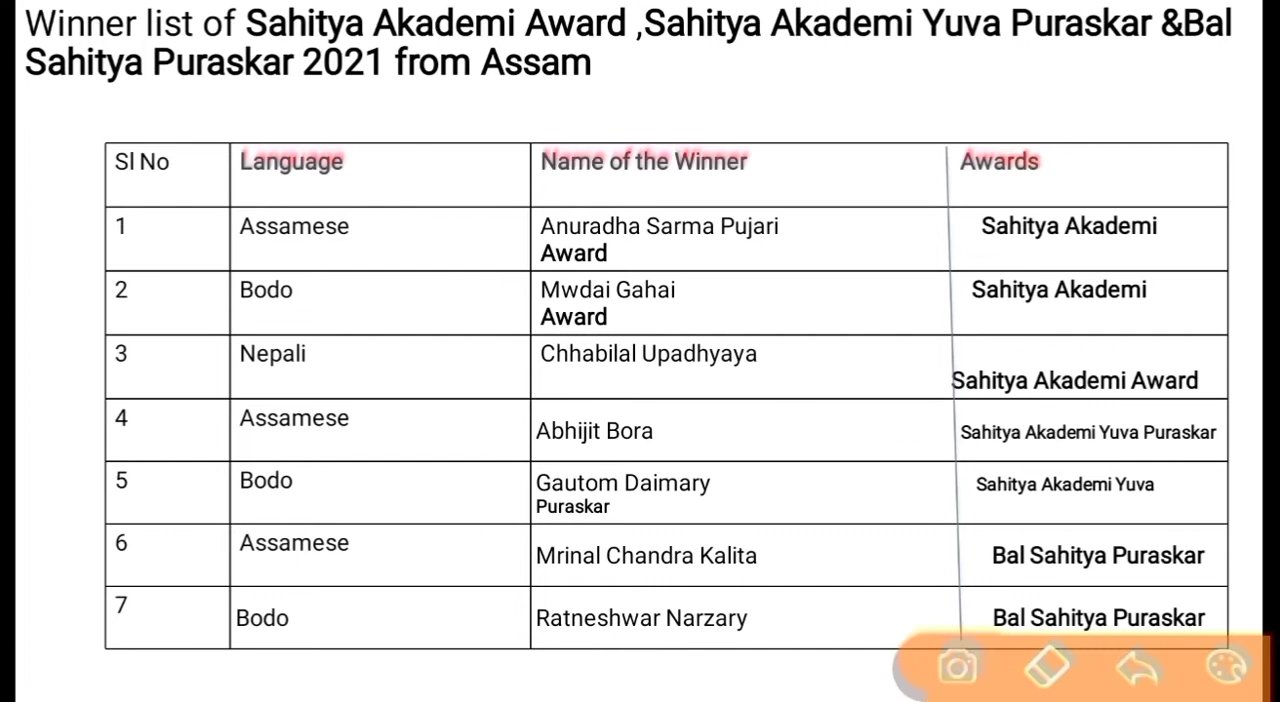 Winner list of Sahitya Akademi Award ,Sahitya Akademi Yuva Puraskar &Bal
Sahitya Puraskar 2021 from Assam
Sl No Language Name of the Winner Awards
1 Assamese Anuradha Sarma Pujari Sahitya Akademi
Award
2 Bodo Mwdai Gahai Sahitya Akademi
Award
3 Nepali Chhabilal Upadhyaya
Sahitya Akademi Award
4 Assamese Abhijit Bora Sahitya Akademi Yuva Puraskar
5 Bodo Gautom Daimary Sahitya Akademi Yuva
Puraskar
6 Assamese Mrinal Chandra Kalita Bal Sahitya Puraskar
7 Bodo Ratneshwar Narzary Bal Sahitya Puraskar